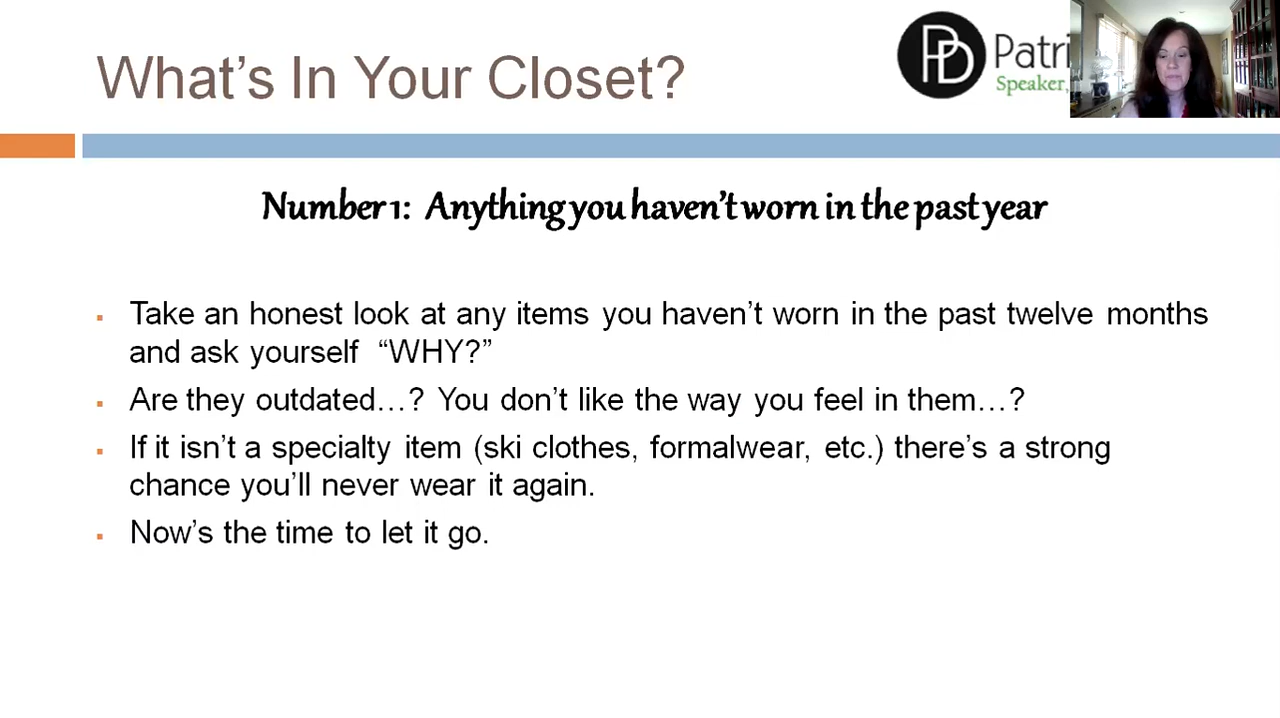 What's In Your Closet?
PD
Speaker,
Number 1: Anything you haven't worn in the past year
▪ Take an honest look at any items you haven't worn in the past twelve months
and ask yourself “WHY?”
▪ Are they outdated…? You don't like the way you feel in them…?
▪ If it isn't a specialty item (ski clothes, formalwear, etc.) there's a strong
chance you'll never wear it again.
▪ Now's the time to let it go.